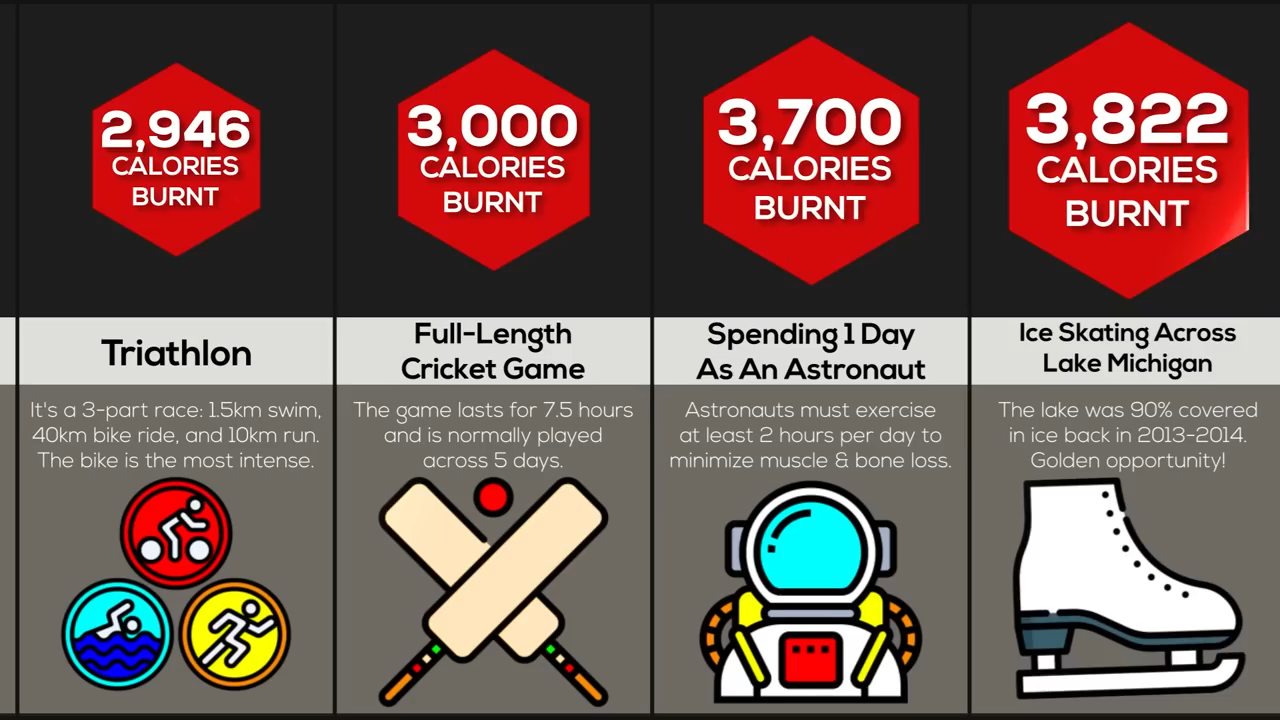 2,946
CALORIES
BURNT
Triathlon
It's a 3-part race: 1.5km swim,
40km bike ride, and 10km run.
The bike is the most intense.
3,000
CALORIES
BURNT
Full-Length
Cricket Game
The game lasts for 7.5 hours
and is normally played
across 5 days.
3,700
CALORIES
BURNT
Spending 1 Day
As An Astronaut
Astronauts must exercise
at least 2 hours per day to
minimize muscle & bone loss.
3,822
CALORIES
BURNT
Ice Skating Across
Lake Michigan
The lake was 90% covered
in ice back in 2013-2014.
Golden opportunity!